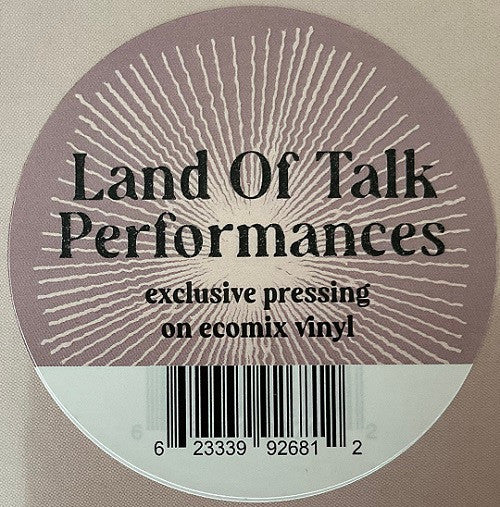 Land Of Talk
Performances
exclusive pressing
on ecomix vinyl
6 23339 92681 2